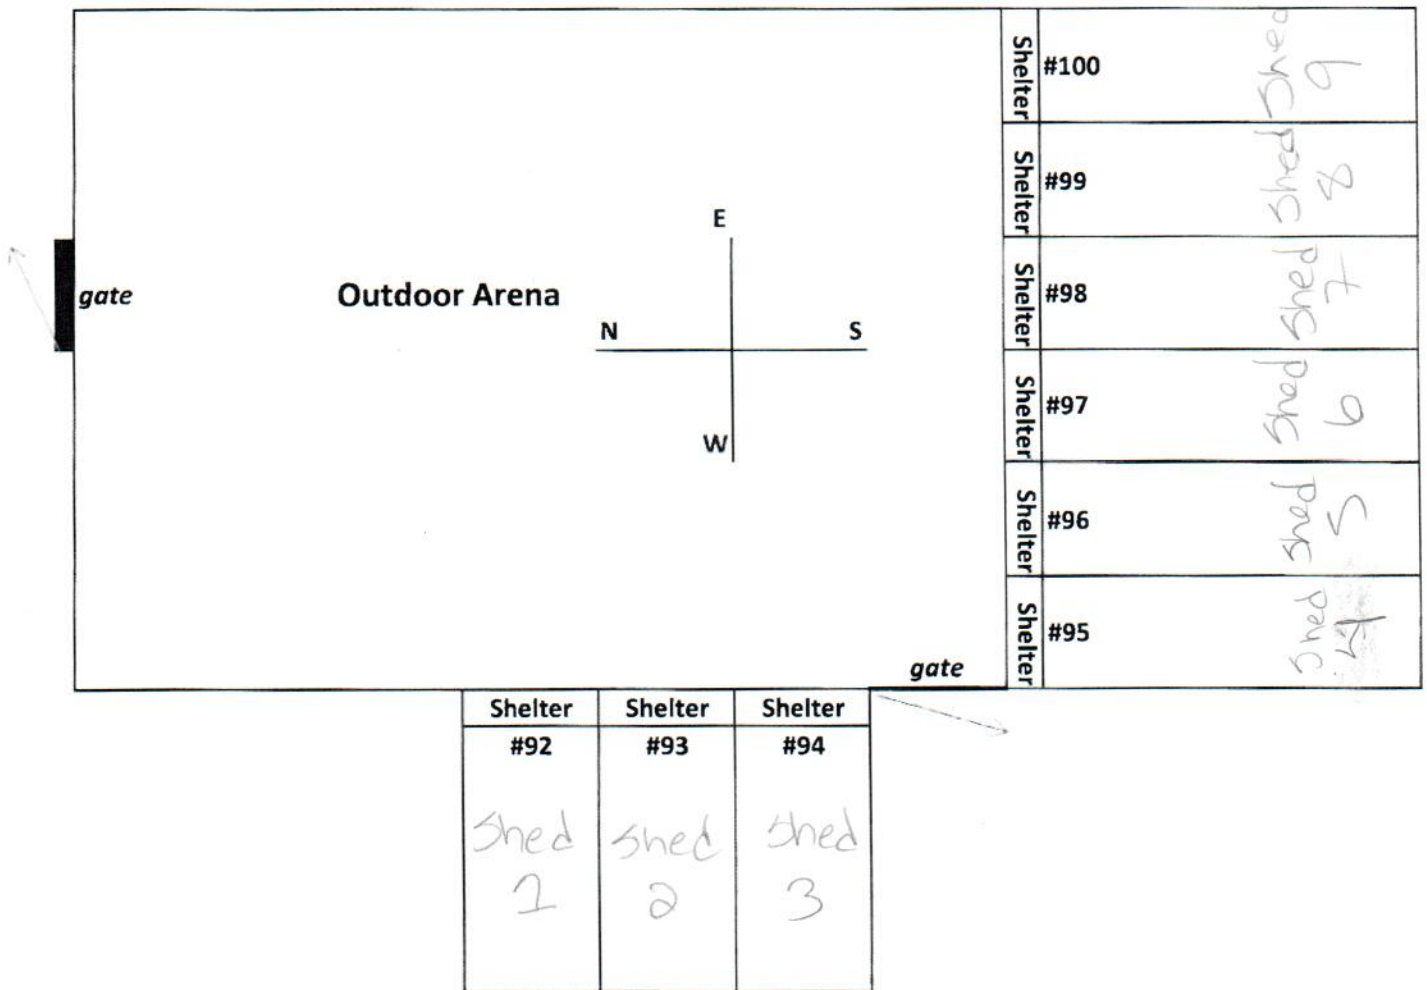 Shelter #100 Shed 9
Shelter #99 Shed 8
E
Shelter #98 Shed 7
gate Outdoor Arena
N S
Shelter #97 Shed 6
W
Shelter #96 Shed 5
Shelter #95 Shed 4
gate
Shelter Shelter Shelter
#92 #93 #94
Shed Shed Shed
1 2 3